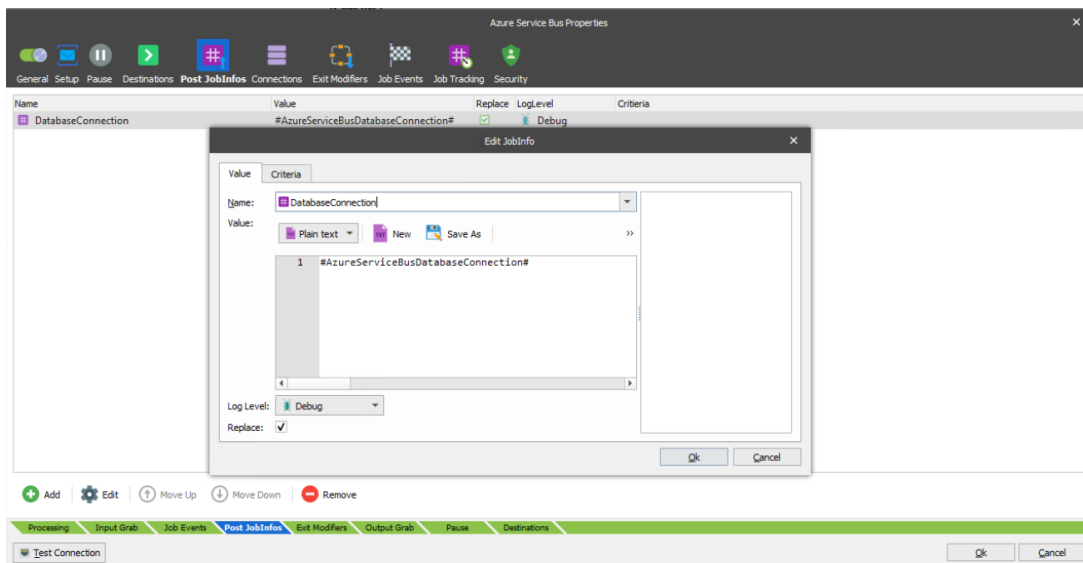 Azure Service Bus Properties
General Setup Pause Destinations Post JobInfos Connections Exit Modifiers Job Events Job Tracking Security
Name Value Replace LogLevel Critieria
DatabaseConnection #AzureServiceBusDatabaseConnection# Debug
Edit JobInfo
Value Criteria
Name: DatabaseConnection
Value:
Plain text New Save As
1 #AzureServiceBusDatabaseConnection#
Log Level: Debug
Replace:
Ok Cancel
Add Edit Move Up Move Down Remove
Processing Input Grab Job Events Post JobInfos Exit Modifiers Output Grab Pause Destinations
Test Connection Ok Cancel